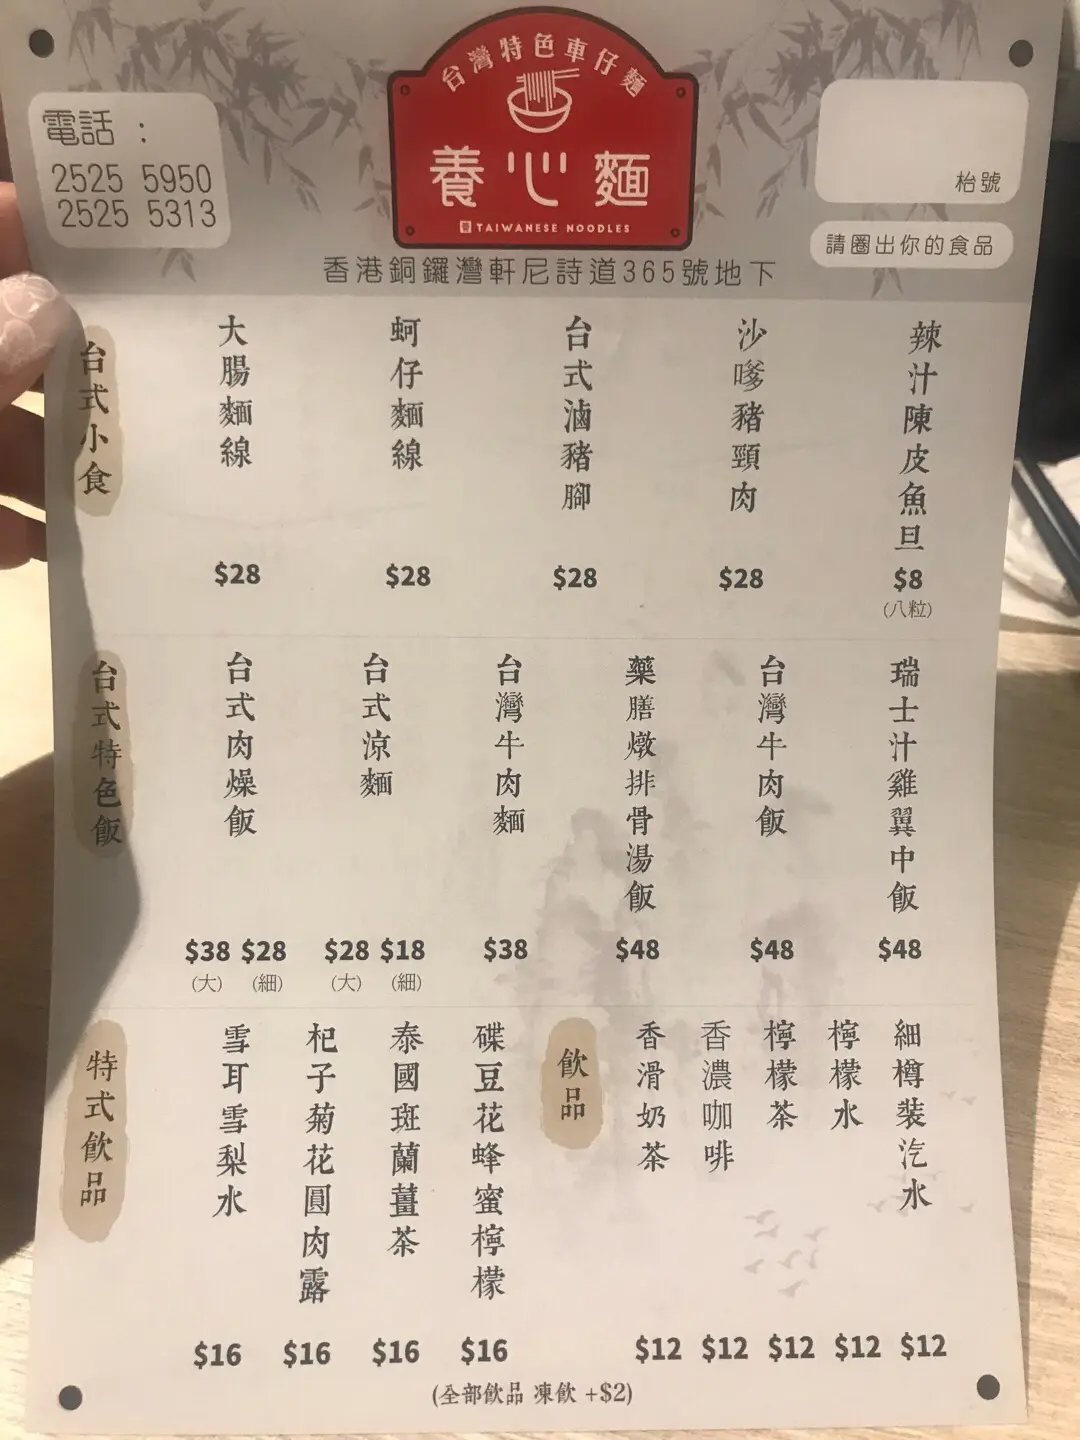 台灣特色車仔麵
養心麵
養 TAIWANESE NOODLES
電話 :
2525 5950
2525 5313
枱號
請圈出你的食品
香港銅鑼灣軒尼詩道365號地下
台式小食
大腸麵線
$28
蚵仔麵線
$28
台式滷豬腳
$28
沙嗲豬頸肉
$28
辣汁陳皮魚旦
$8
(八粒)
台式特色飯
台式肉燥飯
$38 $28
(大) (細)
台式涼麵
$28 $18
(大) (細)
台灣牛肉麵
$38
藥膳燉排骨湯飯
$48
台灣牛肉飯
$48
瑞士汁雞翼中飯
$48
特式飲品
雪耳雪梨水
$16
杞子菊花圓肉露
$16
泰國斑蘭薑茶
$16
碟豆花蜂蜜檸檬
$16
飲品
香滑奶茶
$12
香濃咖啡
$12
檸檬茶
$12
檸檬水
$12
細樽裝汽水
$12
(全部飲品 凍飲 +$2)